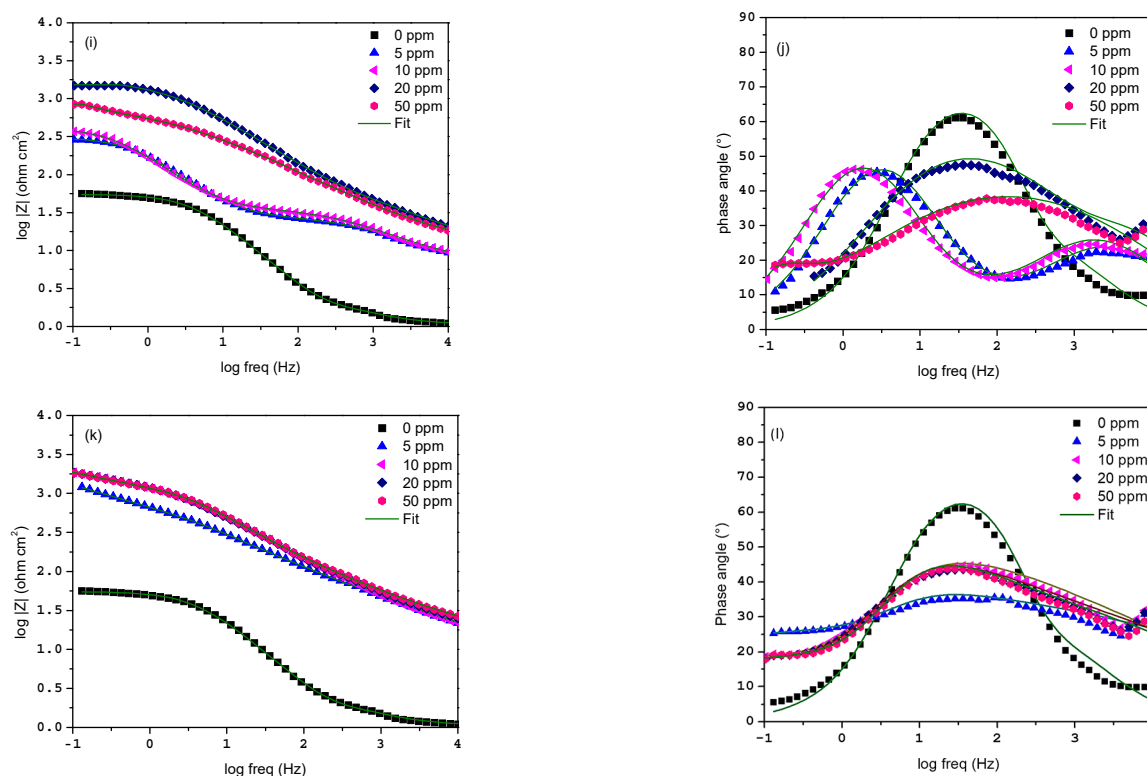 (i)
0 ppm
5 ppm
10 ppm
20 ppm
50 ppm
Fit
4.0
3.5
3.0
2.5
2.0
1.5
1.0
0.5
0.0
-1
0
1
2
3
4
log |Z| (ohm cm²)
log freq (Hz)
(j)
0 ppm
5 ppm
10 ppm
20 ppm
50 ppm
Fit
90
80
70
60
50
40
30
20
10
0
-1
0
1
2
3
phase angle (°)
log freq (Hz)
(k)
0 ppm
5 ppm
10 ppm
20 ppm
50 ppm
Fit
4.0
3.5
3.0
2.5
2.0
1.5
1.0
0.5
0.0
-1
0
1
2
3
4
log |Z| (ohm cm²)
log freq (Hz)
(l)
0 ppm
5 ppm
10 ppm
20 ppm
50 ppm
Fit
90
80
70
60
50
40
30
20
10
0
-1
0
1
2
3
Phase angle (°)
log freq (Hz)